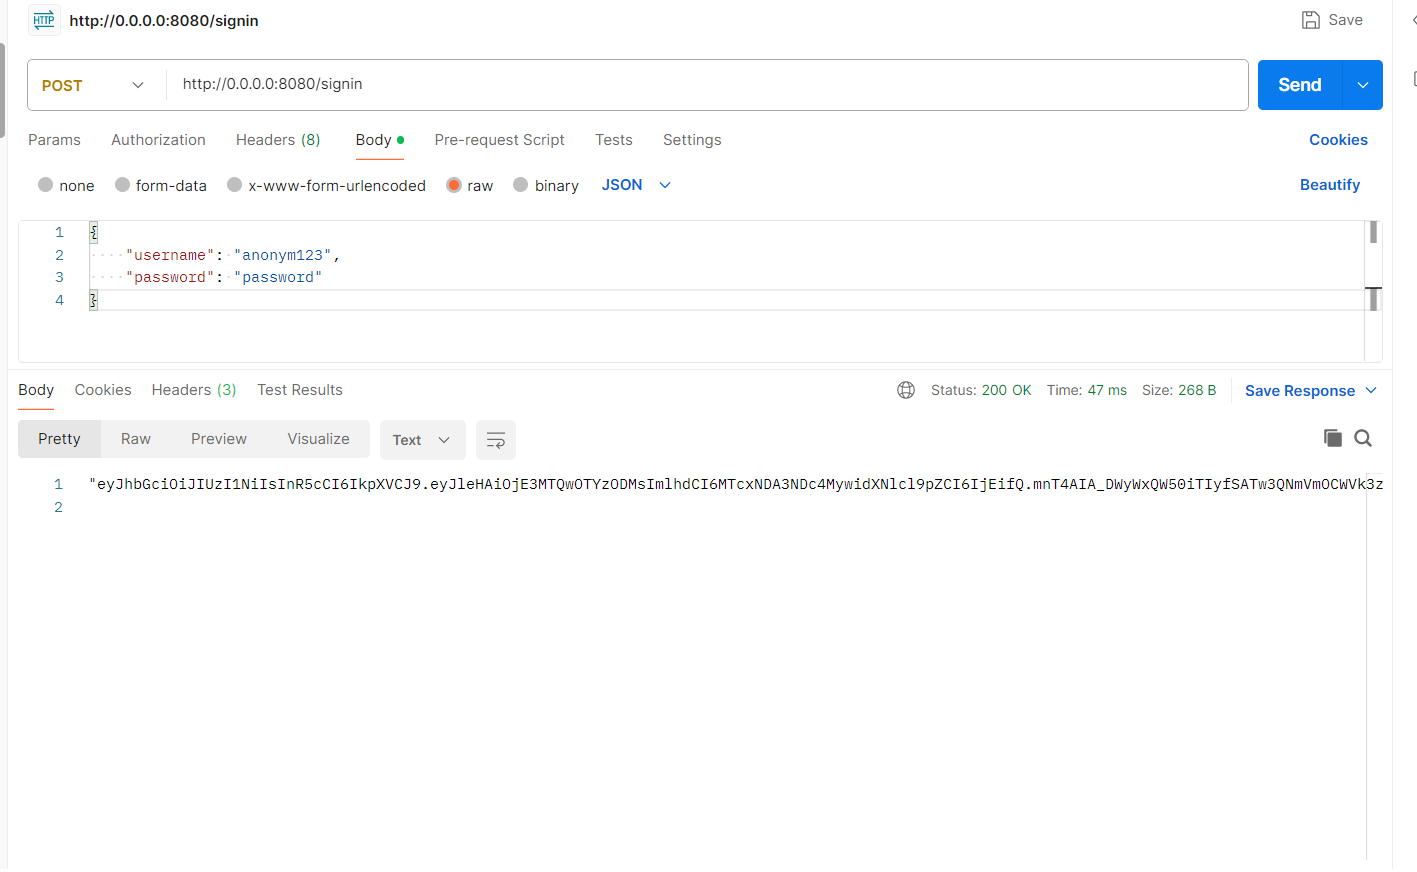 HTTP http://0.0.0.0:8080/signin Save
POST http://0.0.0.0:8080/signin Send
Params Authorization Headers (8) Body Pre-request Script Tests Settings Cookies
none form-data x-www-form-urlencoded raw binary JSON Beautify
1 {
2 "username": "anonym123",
3 "password": "password"
4 }
Body Cookies Headers (3) Test Results Status: 200 OK Time: 47 ms Size: 268 B Save Response
Pretty Raw Preview Visualize Text
1 "eyJhbGciOiJIUzI1NiIsInR5cCI6IkpXVCJ9.eyJleHAiOjE3MTQwOTYzODMsImlhdCI6MTcxNDA3NDc4MywidXNlcl9pZCI6IjEifQ.mnT4AIA_DWyWxQW50iTIyfSATw3QNmVmOCWVk3z
2